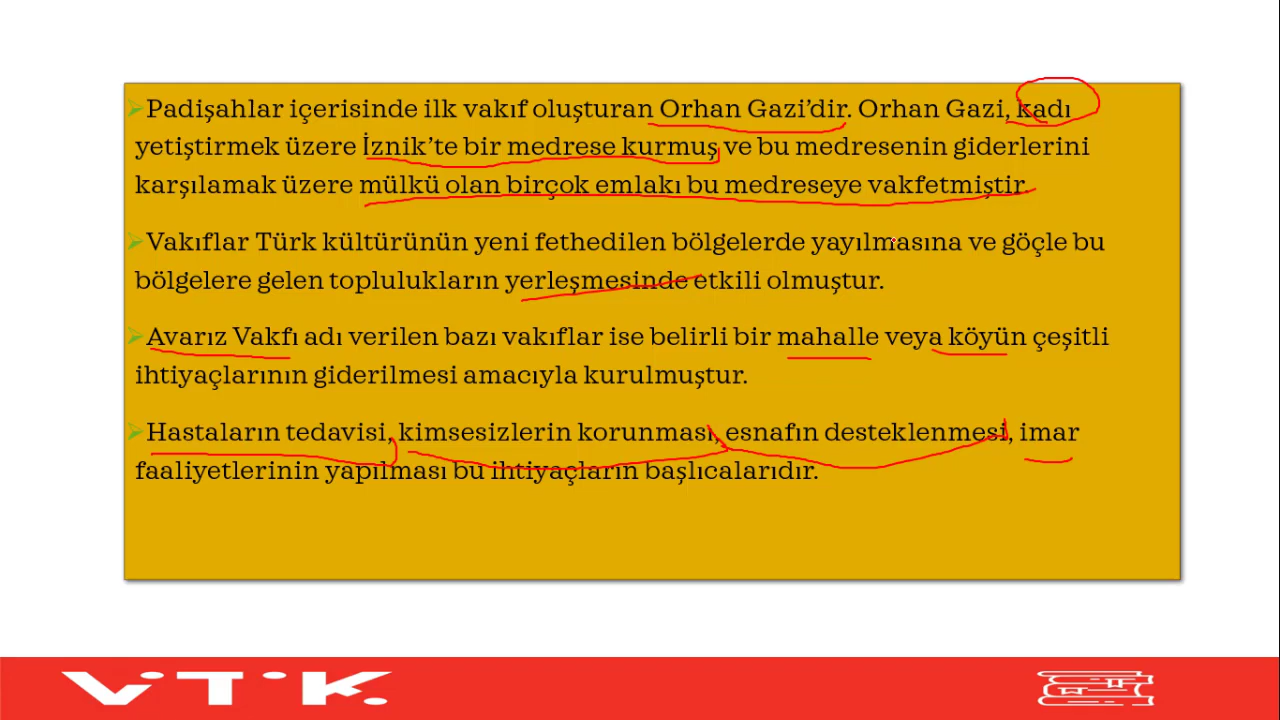 Padişahlar içerisinde ilk vakıf oluşturan Orhan Gazi’dir. Orhan Gazi, kadı
yetiştirmek üzere İznik’te bir medrese kurmuş ve bu medresenin giderlerini
karşılamak üzere mülkü olan birçok emlakı bu medreseye vakfetmiştir.
Vakıflar Türk kültürünün yeni fethedilen bölgelerde yayılmasına ve göçle bu
bölgelere gelen toplulukların yerleşmesinde etkili olmuştur.
Avarız Vakfı adı verilen bazı vakıflar ise belirli bir mahalle veya köyün çeşitli
ihtiyaçlarının giderilmesi amacıyla kurulmuştur.
Hastaların tedavisi, kimsesizlerin korunması, esnafın desteklenmesi, imar
faaliyetlerinin yapılması bu ihtiyaçların başlıcalarıdır.
VTK